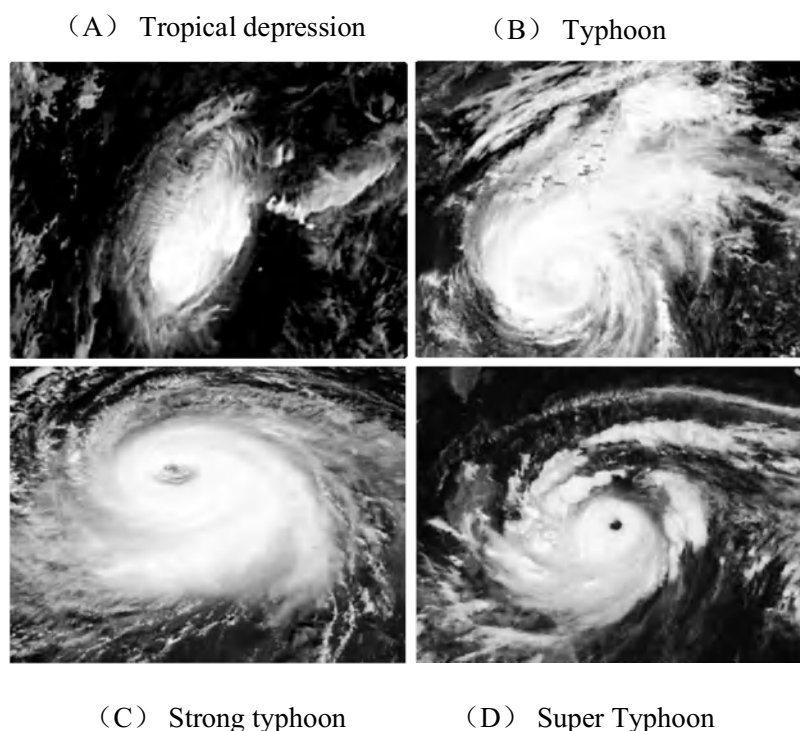 （A） Tropical depression
（B） Typhoon
（C） Strong typhoon
（D） Super Typhoon